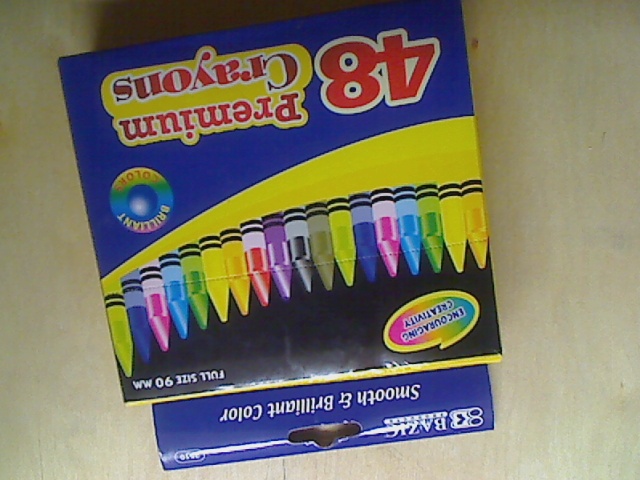 BAZIC
Smooth & Brilliant Color
FULL SIZE 90 MM
ENCOURAGING
CREATIVITY
BRILLIANT
COLOR
48
Premium
Crayons